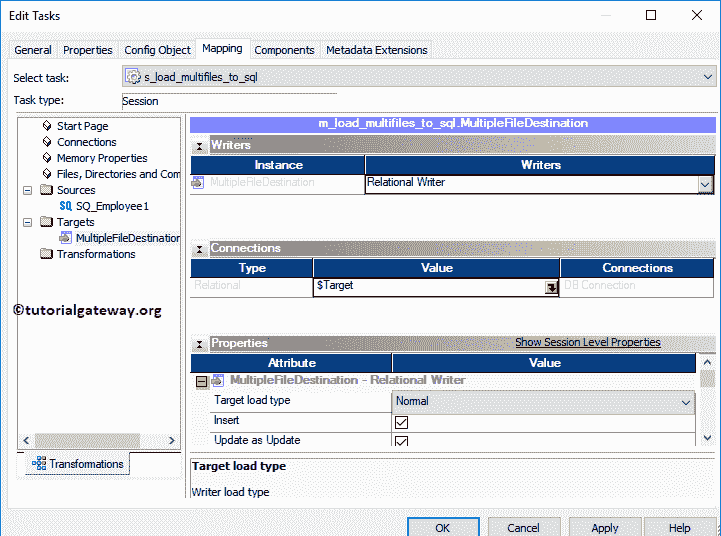 Edit Tasks
General Properties Config Object Mapping Components Metadata Extensions
Select task: s_load_multifiles_to_sql
Task type: Session
Start Page
Connections
Memory Properties
Files, Directories and Com
Sources
SQ_Employee1
Targets
MultipleFileDestination
Transformations
©tutorialgateway.org
Transformations
m_load_multifiles_to_sql.MultipleFileDestination
Writers
Instance Writers
MultipleFileDestination Relational Writer
Connections
Type Value Connections
Relational $Target DB Connection
Properties Show Session Level Properties
Attribute Value
MultipleFileDestination - Relational Writer
Target load type Normal
Insert
Update as Update
Target load type
Writer load type
OK Cancel Apply Help